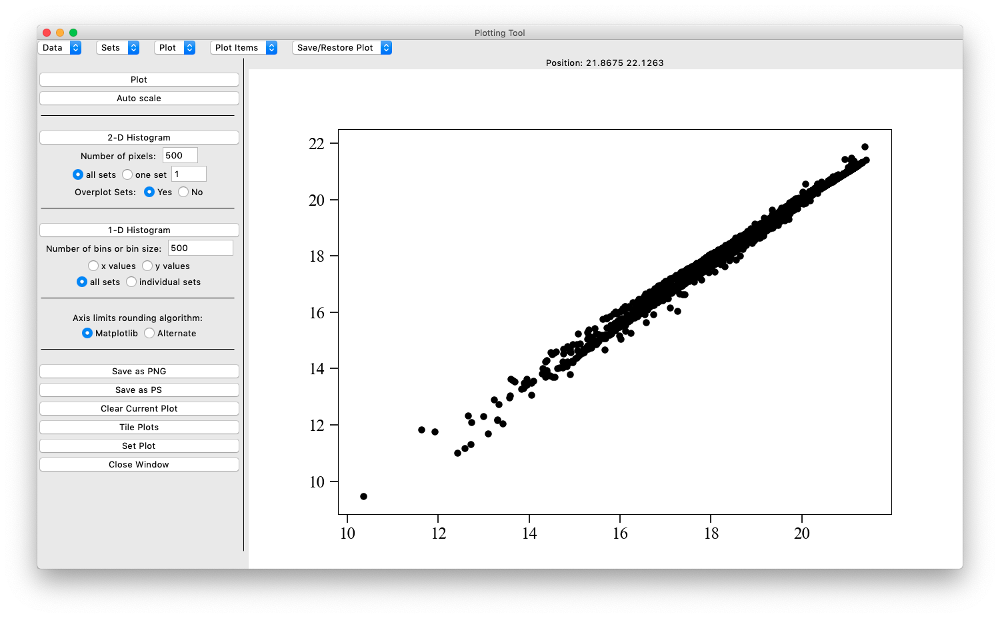 Plotting Tool
Data Sets Plot Plot Items Save/Restore Plot
Position: 21.8675 22.1263
Plot
Auto scale
2-D Histogram
Number of pixels: 500
all sets one set 1
Overplot Sets: Yes No
1-D Histogram
Number of bins or bin size: 500
x values y values
all sets individual sets
Axis limits rounding algorithm:
Matplotlib Alternate
Save as PNG
Save as PS
Clear Current Plot
Tile Plots
Set Plot
Close Window
22
20
18
16
14
12
10
10 12 14 16 18 20